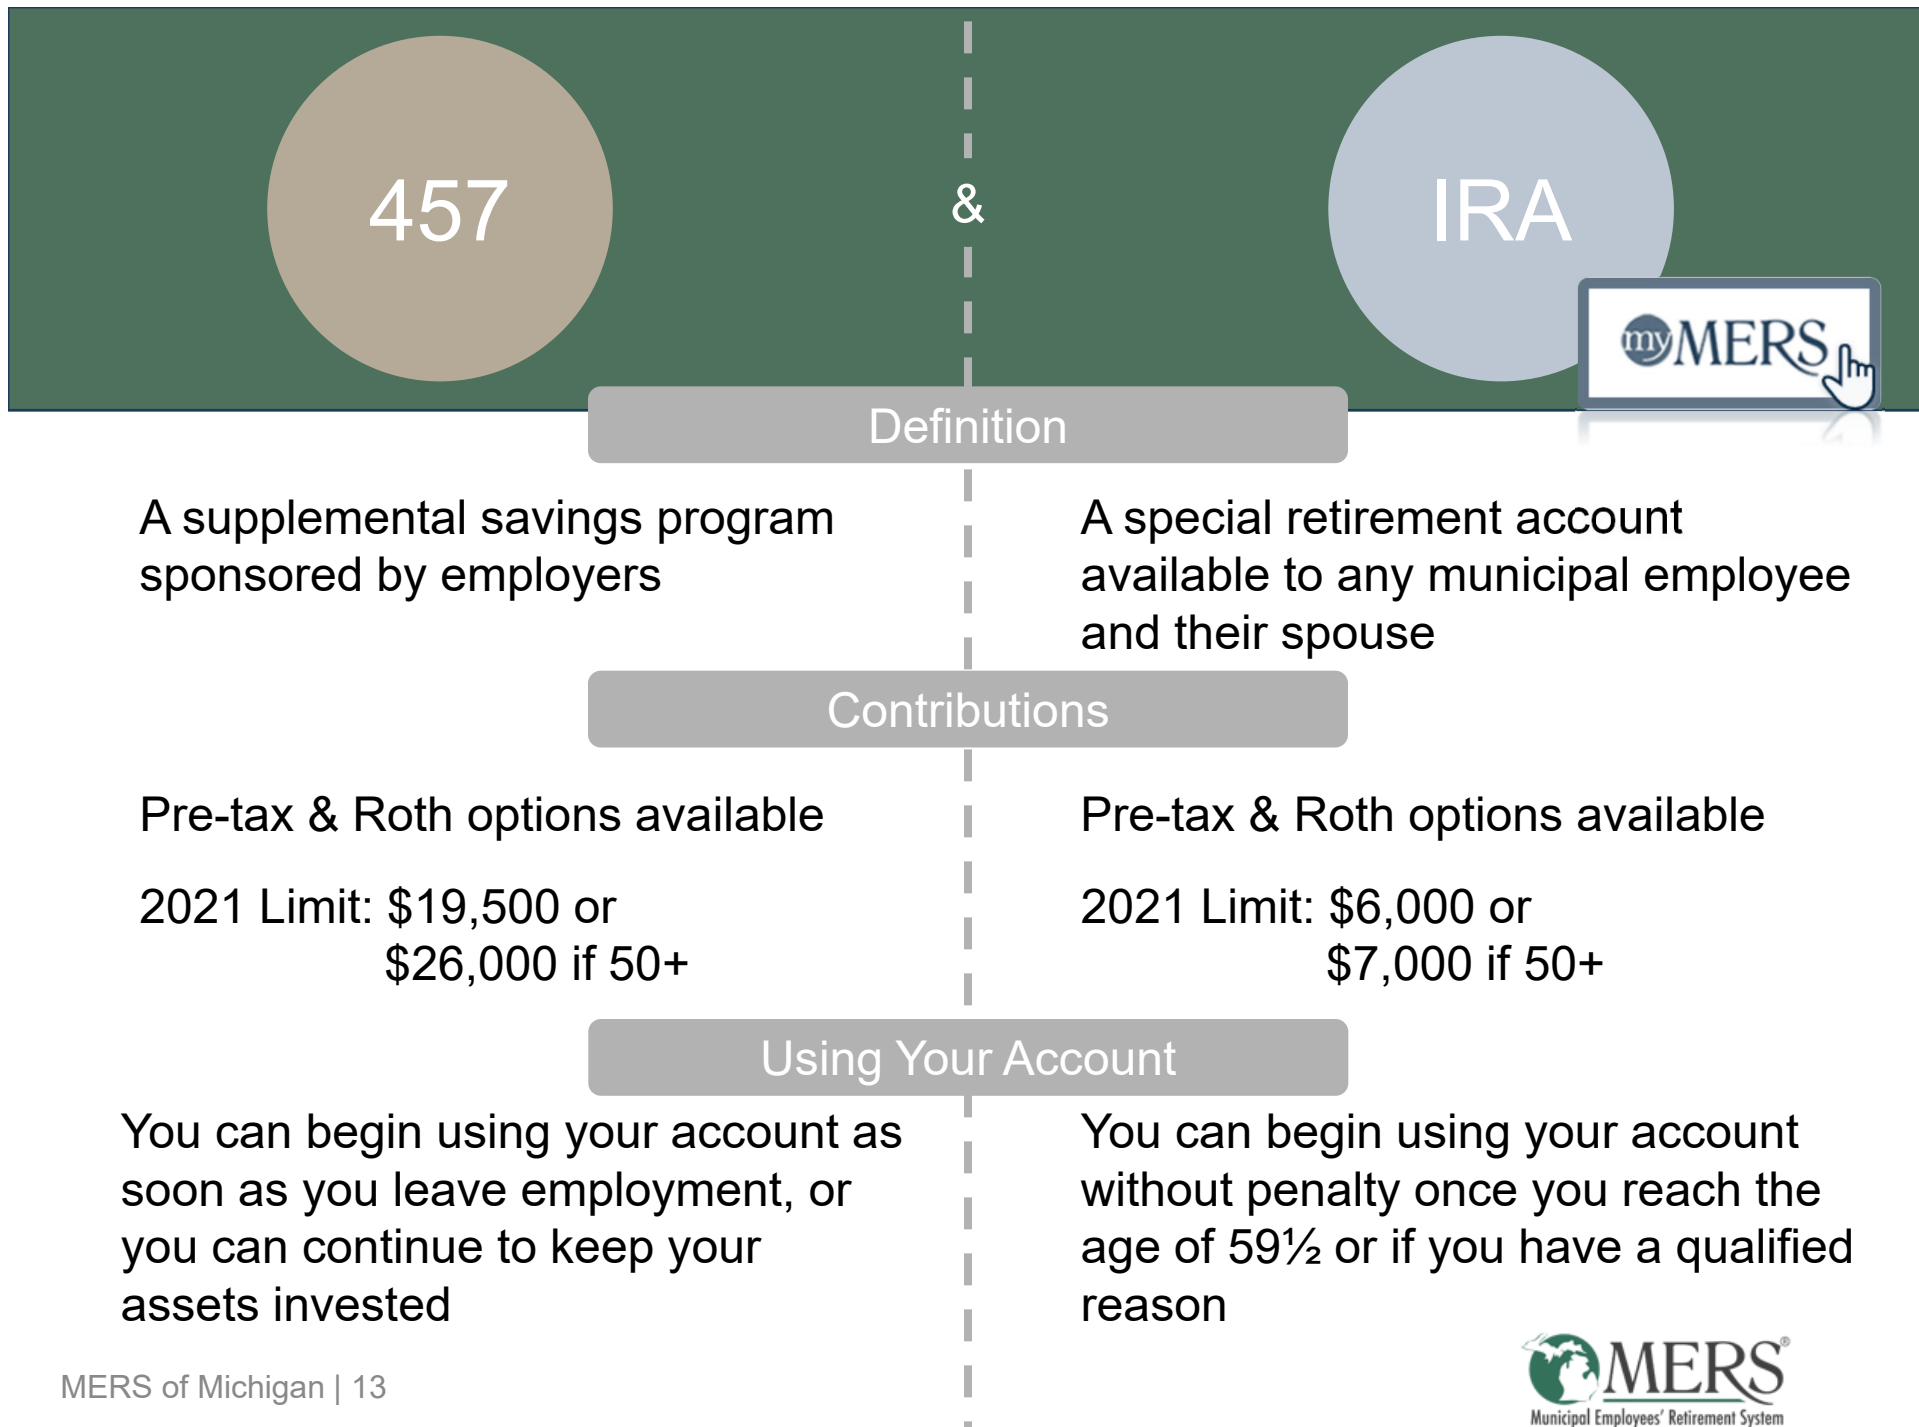 457
&
IRA
myMERS
Definition
A supplemental savings program
sponsored by employers
A special retirement account
available to any municipal employee
and their spouse
Contributions
Pre-tax & Roth options available
2021 Limit: $19,500 or
$26,000 if 50+
Pre-tax & Roth options available
2021 Limit: $6,000 or
$7,000 if 50+
Using Your Account
You can begin using your account as
soon as you leave employment, or
you can continue to keep your
assets invested
You can begin using your account
without penalty once you reach the
age of 59½ or if you have a qualified
reason
MERS of Michigan | 13
MERS®
Municipal Employees' Retirement System